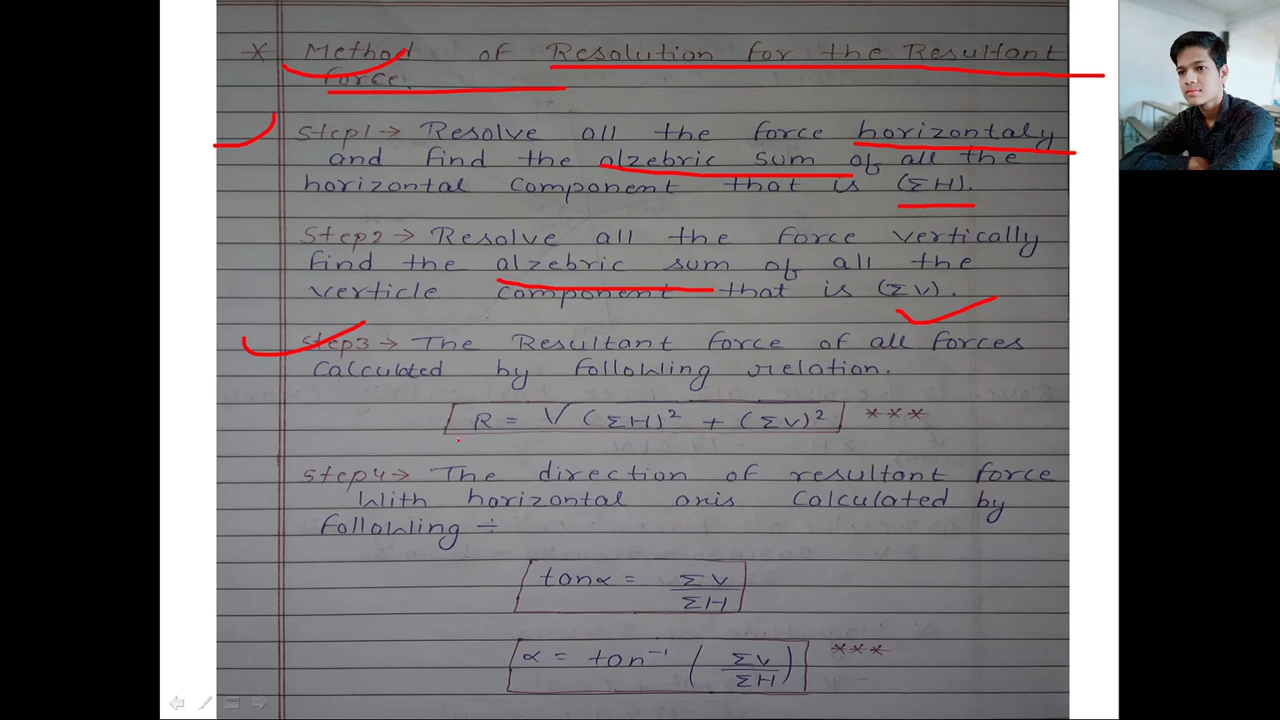 * Method of Resolution for the Resultant
force:
Step1→ Resolve all the force horizontaly
and find the alzebric sum of all the
horizontal component that is (ΣH).
Step2→ Resolve all the force vertically
find the alzebric sum of all the
verticle component that is (ΣV).
Step3→ The Resultant force of all forces
Calculated by following relation.
R = √(ΣH)² + (ΣV)² ***
Step4→ The direction of resultant force
With horizontal axis Calculated by
following ÷
tanα = ΣV/ΣH
α = tan⁻¹ (ΣV/ΣH) ***